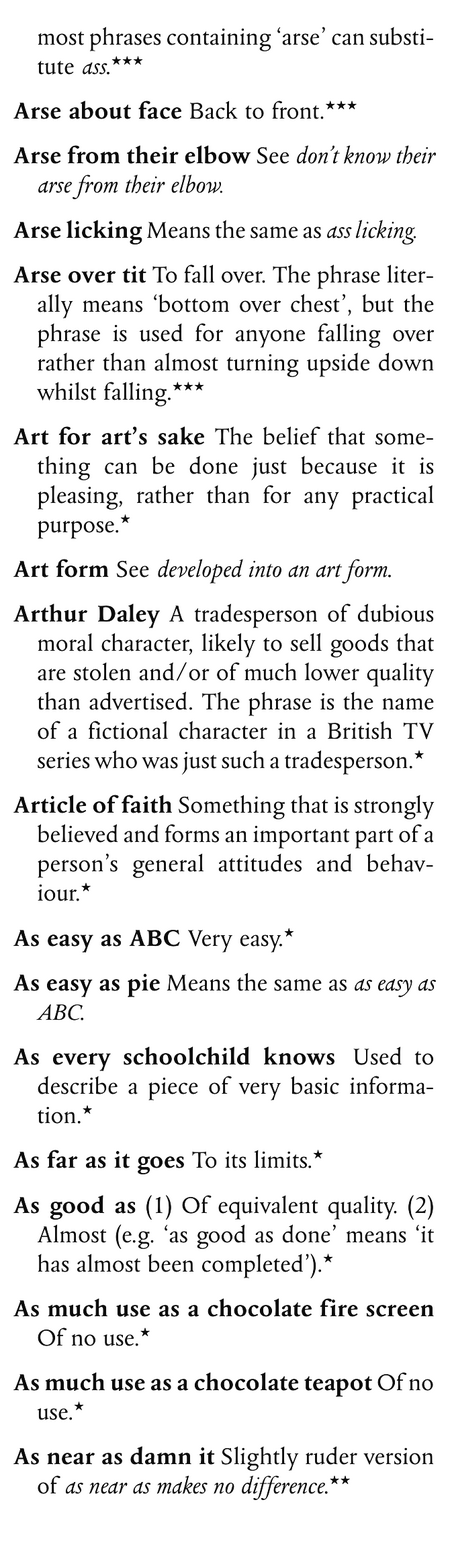 most phrases containing ‘arse’ can substi-
tute ass.★★★
Arse about face Back to front.★★★
Arse from their elbow See don’t know their
arse from their elbow.
Arse licking Means the same as ass licking.
Arse over tit To fall over. The phrase liter-
ally means ‘bottom over chest’, but the
phrase is used for anyone falling over
rather than almost turning upside down
whilst falling.★★★
Art for art’s sake The belief that some-
thing can be done just because it is
pleasing, rather than for any practical
purpose.★
Art form See developed into an art form.
Arthur Daley A tradesperson of dubious
moral character, likely to sell goods that
are stolen and/or of much lower quality
than advertised. The phrase is the name
of a fictional character in a British TV
series who was just such a tradesperson.★
Article of faith Something that is strongly
believed and forms an important part of a
person’s general attitudes and behav-
iour.★
As easy as ABC Very easy.★
As easy as pie Means the same as as easy as
ABC.
As every schoolchild knows Used to
describe a piece of very basic informa-
tion.★
As far as it goes To its limits.★
As good as (1) Of equivalent quality. (2)
Almost (e.g. ‘as good as done’ means ‘it
has almost been completed’).★
As much use as a chocolate fire screen
Of no use.★
As much use as a chocolate teapot Of no
use.★
As near as damn it Slightly ruder version
of as near as makes no difference.★★